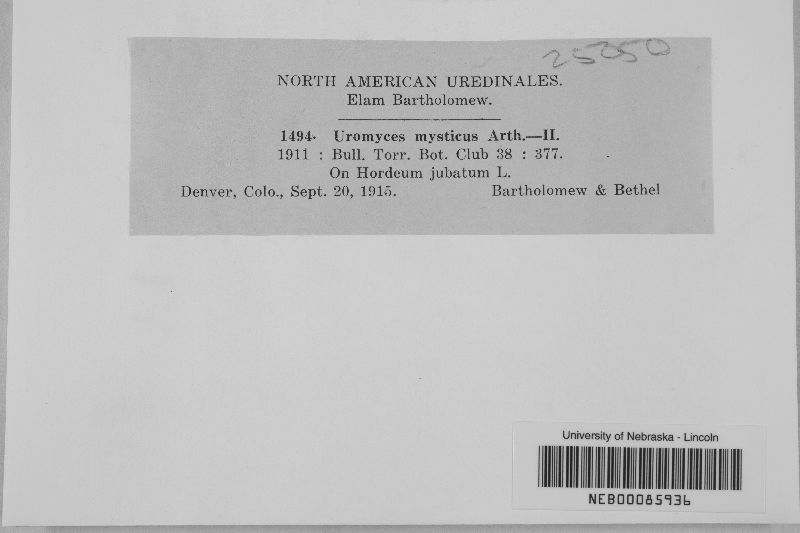 25350
NORTH AMERICAN UREDINALES.
Elam Bartholomew.
1494. Uromyces mysticus Arth.—II.
1911 : Bull. Torr. Bot. Club 38 : 377.
On Hordeum jubatum L.
Denver, Colo., Sept. 20, 1915. Bartholomew & Bethel
University of Nebraska - Lincoln
NEB00085936